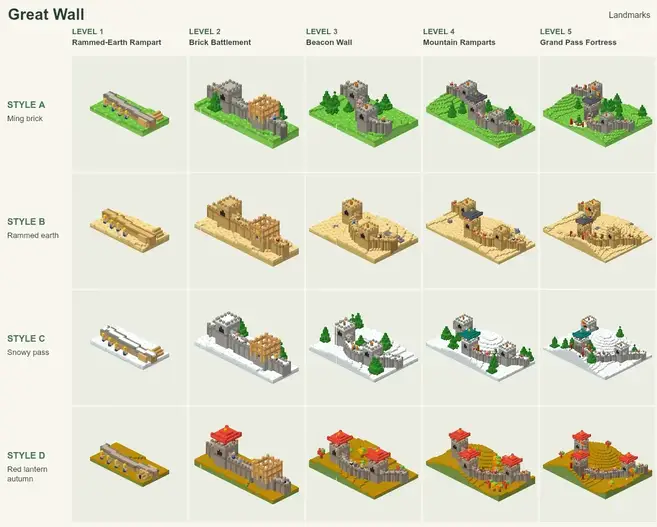 Great Wall
Landmarks
LEVEL 1
Rammed-Earth Rampart
LEVEL 2
Brick Battlement
LEVEL 3
Beacon Wall
LEVEL 4
Mountain Ramparts
LEVEL 5
Grand Pass Fortress
STYLE A
Ming brick
STYLE B
Rammed earth
STYLE C
Snowy pass
STYLE D
Red lantern
autumn